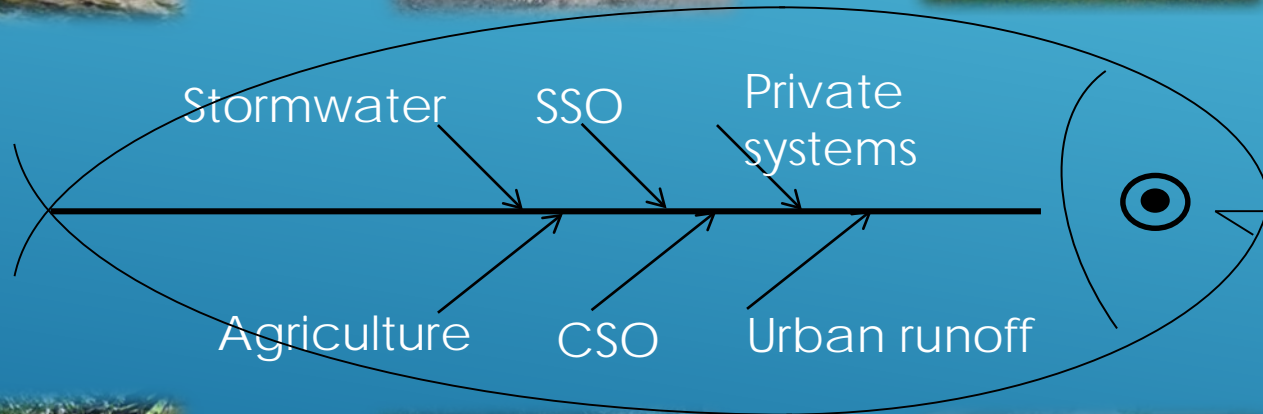 Stormwater
SSO
Private
systems
Agriculture
CSO
Urban runoff